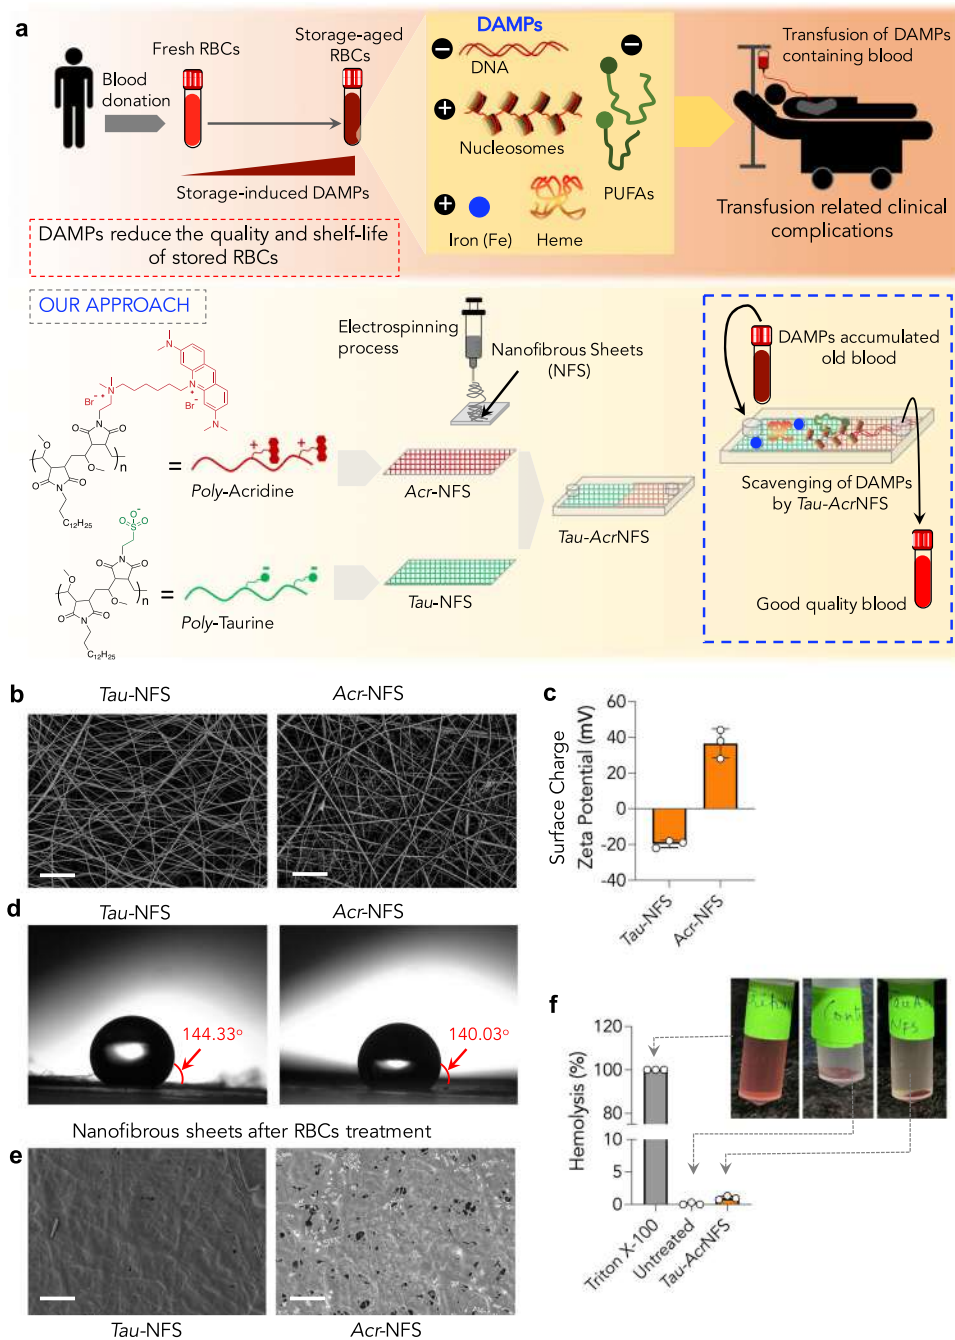 a
Blood
donation
Fresh RBCs
Storage-aged
RBCs
Storage-induced DAMPs
DAMPs reduce the quality and shelf-life
of stored RBCs
DAMPs
DNA
Nucleosomes
Iron (Fe)
Heme
PUFAs
Transfusion of DAMPs
containing blood
Transfusion related clinical
complications
OUR APPROACH
Electrospinning
process
Nanofibrous Sheets
(NFS)
Poly-Acridine
Acr-NFS
Poly-Taurine
Tau-NFS
Tau-AcrNFS
DAMPs accumulated
old blood
Scavenging of DAMPs
by Tau-AcrNFS
Good quality blood
b
Tau-NFS
Acr-NFS
c
Surface Charge
Zeta Potential (mV)
60
40
20
0
-20
-40
Tau-NFS
Acr-NFS
d
Tau-NFS
Acr-NFS
144.33°
140.03°
Nanofibrous sheets after RBCs treatment
e
Tau-NFS
Acr-NFS
f
Hemolysis (%)
120
100
80
10
5
0
Triton X-100
Untreated
Tau-AcrNFS
NFS